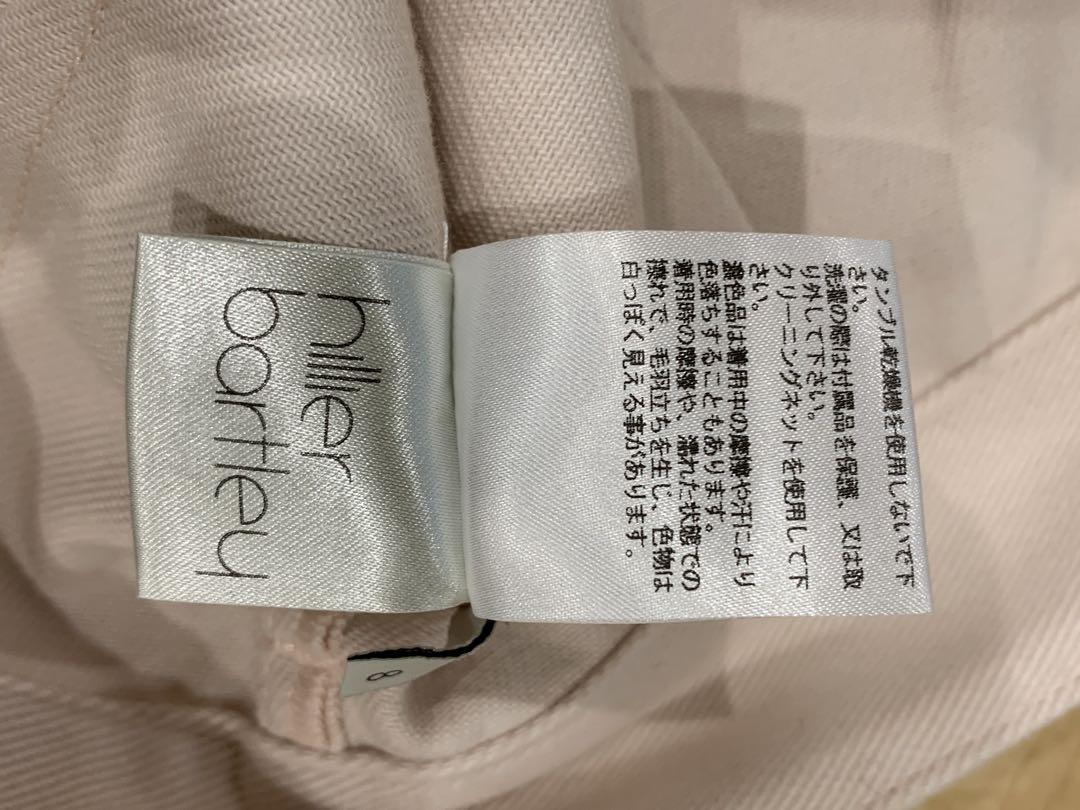 hillier
bartley
タンブル乾燥機を使用しないで下
さい。
洗濯の際は付属品を保護、又は取
り外して下さい。
クリーニングネットを使用して下
さい。
濃色品は着用中の摩擦や汗により
色落ちすることもあります。
着用時の摩擦や、濡れた状態での
擦れで、毛羽立ちを生じ、色物は
白っぽく見える事があります。
8